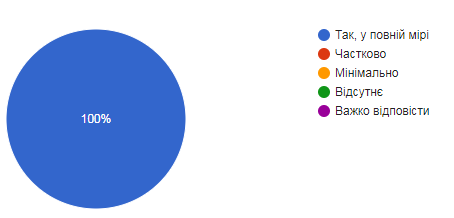 100%
Так, у повній мірі
Частково
Мінімально
Відсутнє
Важко відповісти